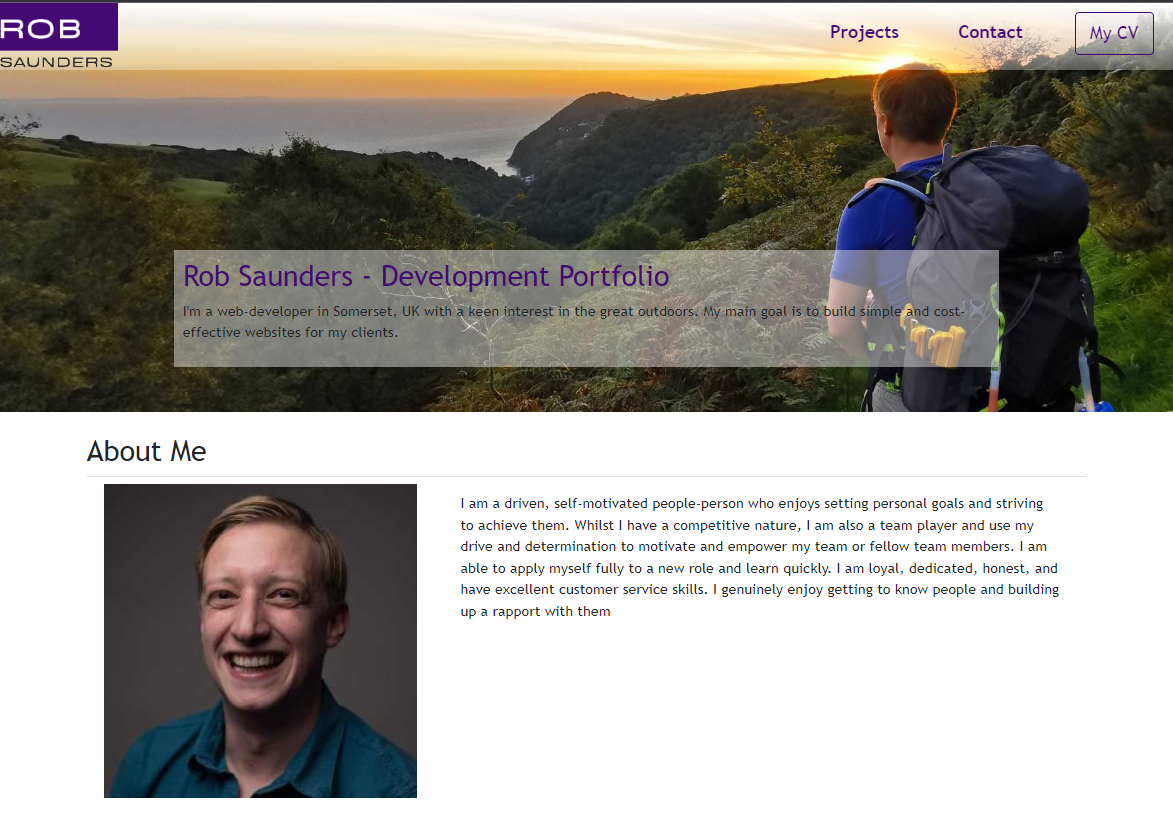 ROB
SAUNDERS
Projects
Contact
My CV
Rob Saunders - Development Portfolio
I'm a web-developer in Somerset, UK with a keen interest in the great outdoors. My main goal is to build simple and cost-
effective websites for my clients.
About Me
I am a driven, self-motivated people-person who enjoys setting personal goals and striving
to achieve them. Whilst I have a competitive nature, I am also a team player and use my
drive and determination to motivate and empower my team or fellow team members. I am
able to apply myself fully to a new role and learn quickly. I am loyal, dedicated, honest, and
have excellent customer service skills. I genuinely enjoy getting to know people and building
up a rapport with them